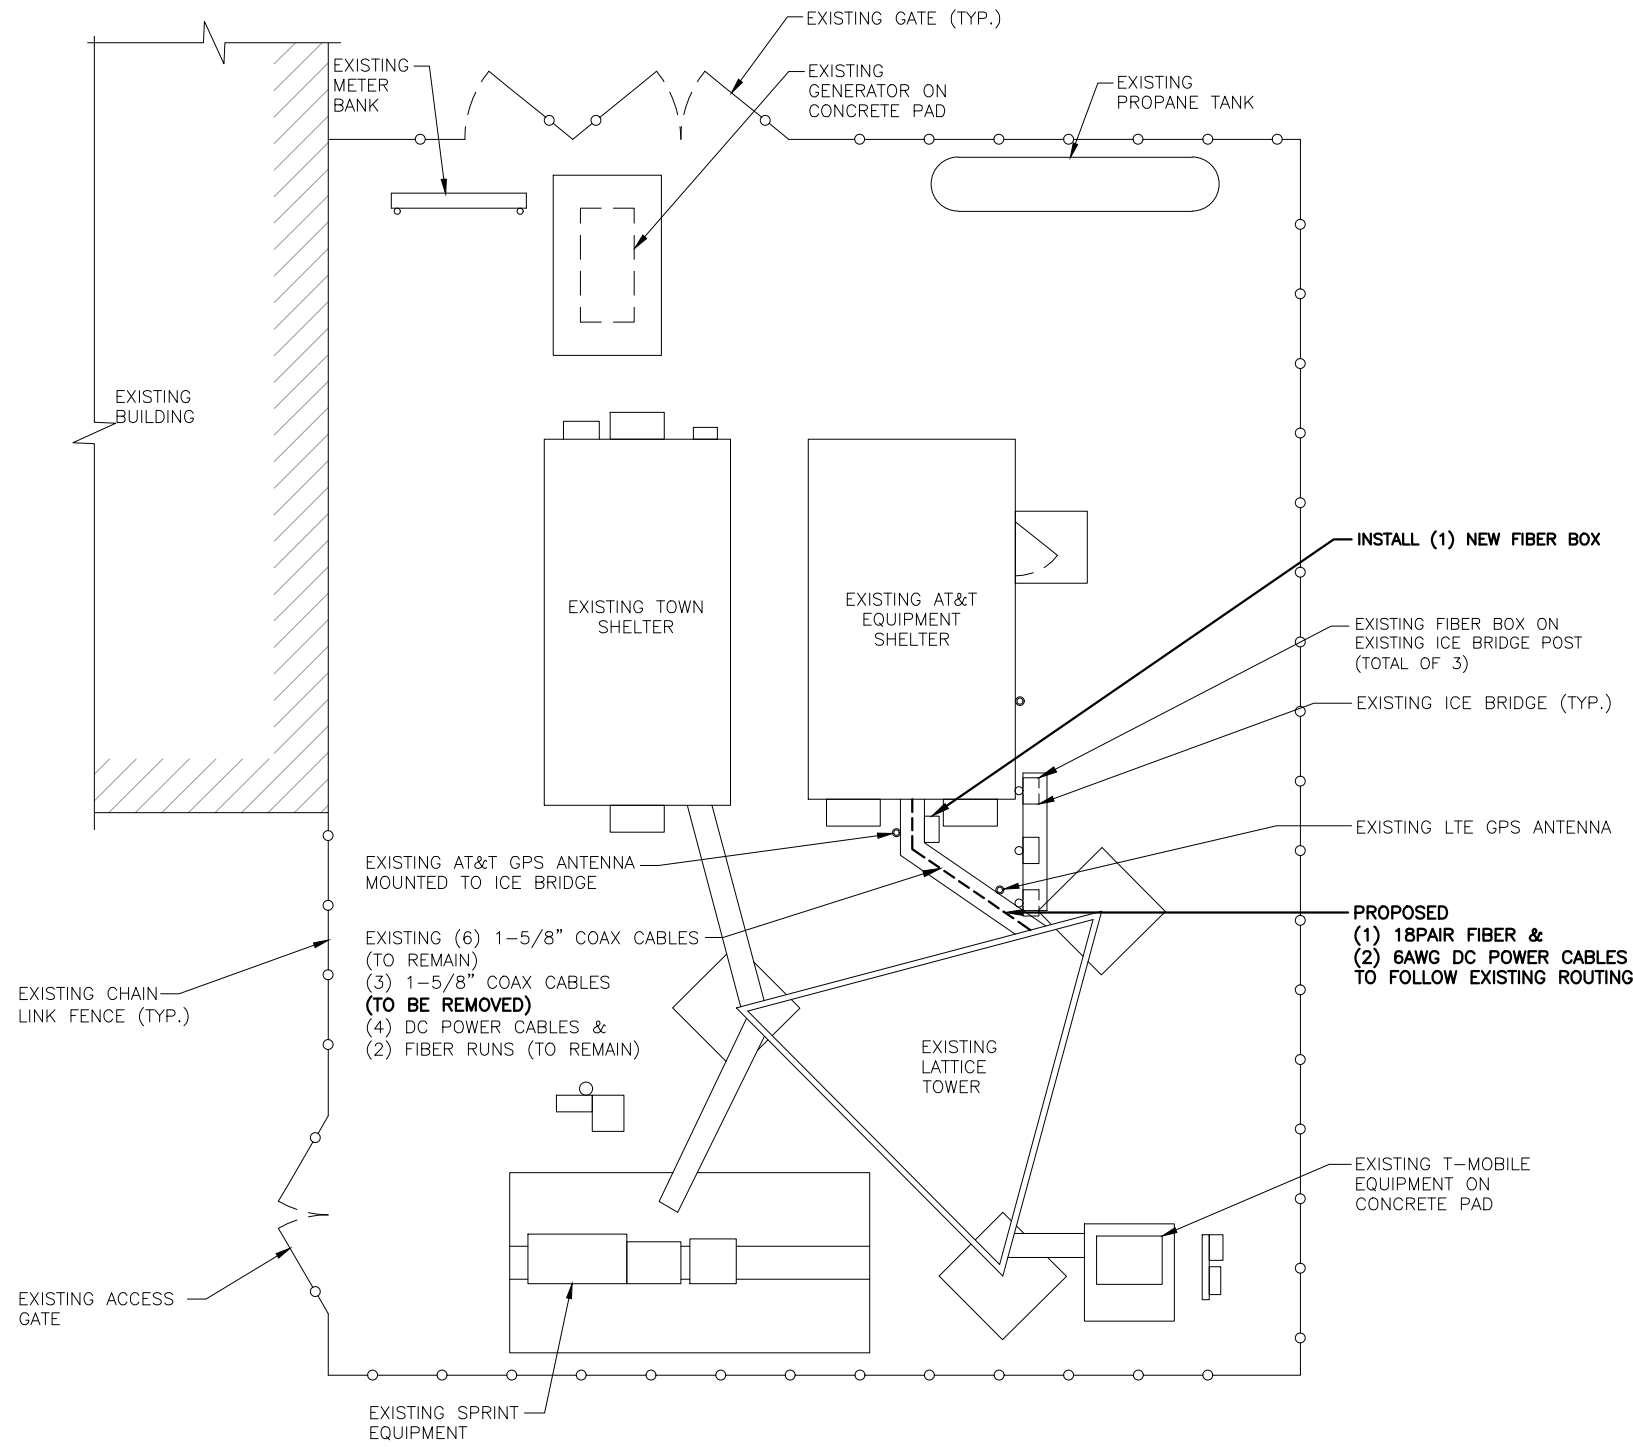 EXISTING GATE (TYP.)
EXISTING
METER
BANK
EXISTING
GENERATOR ON
CONCRETE PAD
EXISTING
PROPANE TANK
EXISTING
BUILDING
INSTALL (1) NEW FIBER BOX
EXISTING TOWN
SHELTER
EXISTING AT&T
EQUIPMENT
SHELTER
EXISTING FIBER BOX ON
EXISTING ICE BRIDGE POST
(TOTAL OF 3)
EXISTING ICE BRIDGE (TYP.)
EXISTING LTE GPS ANTENNA
EXISTING AT&T GPS ANTENNA
MOUNTED TO ICE BRIDGE
PROPOSED
(1) 18PAIR FIBER &
(2) 6AWG DC POWER CABLES
TO FOLLOW EXISTING ROUTING
EXISTING (6) 1-5/8" COAX CABLES
(TO REMAIN)
(3) 1-5/8" COAX CABLES
(TO BE REMOVED)
(4) DC POWER CABLES &
(2) FIBER RUNS (TO REMAIN)
EXISTING CHAIN
LINK FENCE (TYP.)
EXISTING
LATTICE
TOWER
EXISTING T-MOBILE
EQUIPMENT ON
CONCRETE PAD
EXISTING ACCESS
GATE
EXISTING SPRINT
EQUIPMENT